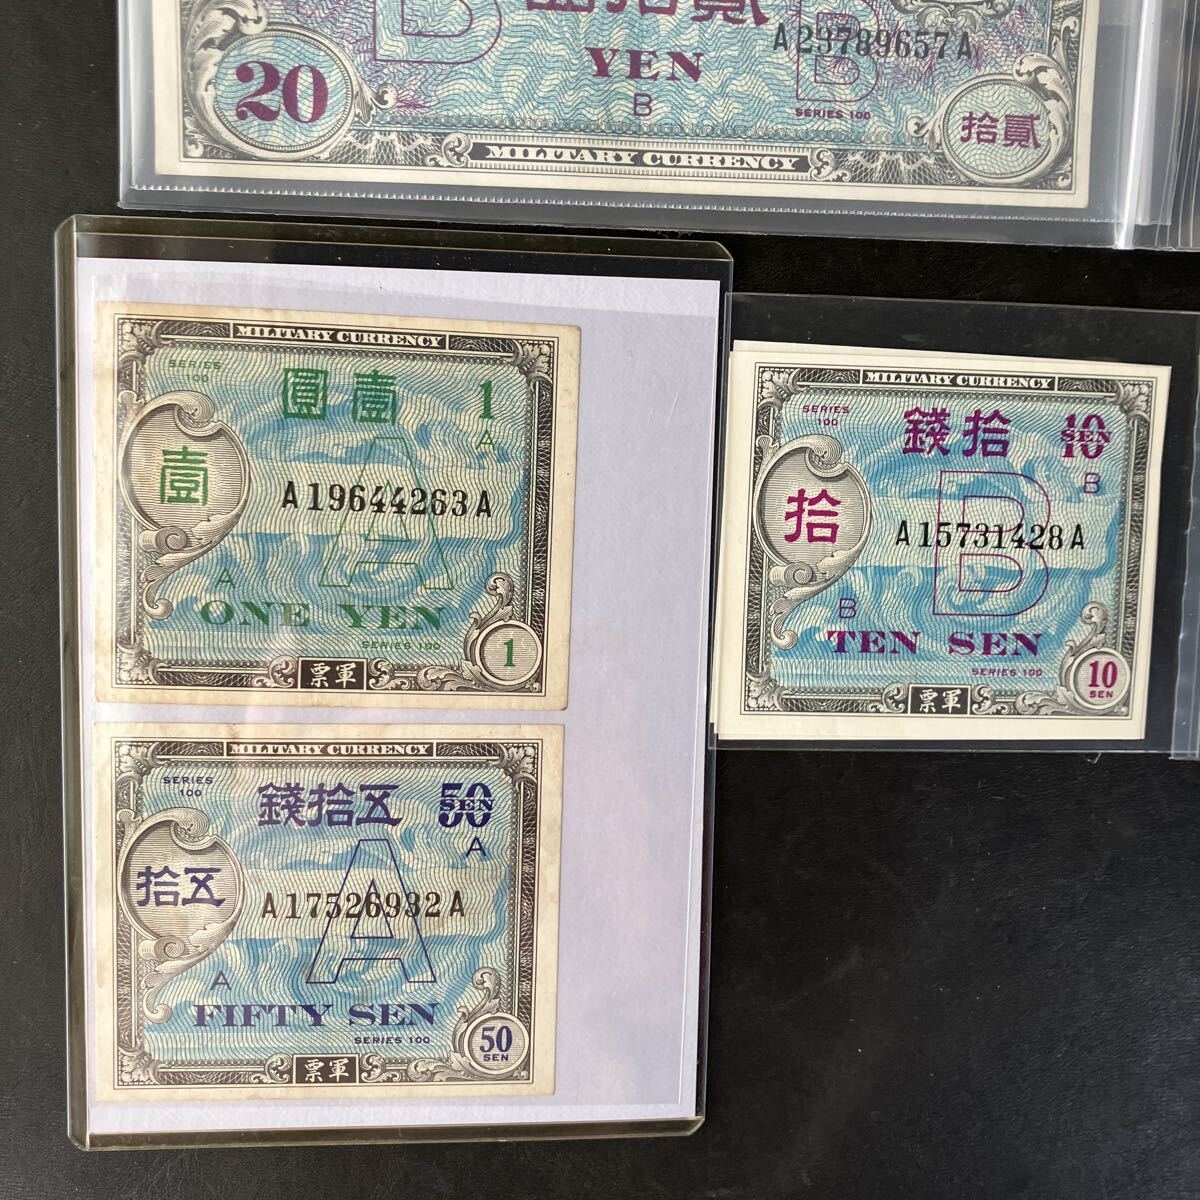 B
圓拾貳
B
A29789657A
20
YEN
B
SERIES 100
拾貳
MILITARY CURRENCY
MILITARY CURRENCY
SERIES
100
圓壹
1
A
壹
A
A19644263A
A
ONE YEN
SERIES 100
1
票軍
MILITARY CURRENCY
SERIES
100
錢拾五
50
SEN
A
拾五
A
A17526932A
A
FIFTY SEN
SERIES 100
50
SEN
票軍
MILITARY CURRENCY
SERIES
100
錢拾
10
SEN
B
拾
B
A15731428A
B
TEN SEN
SERIES 100
10
SEN
票軍